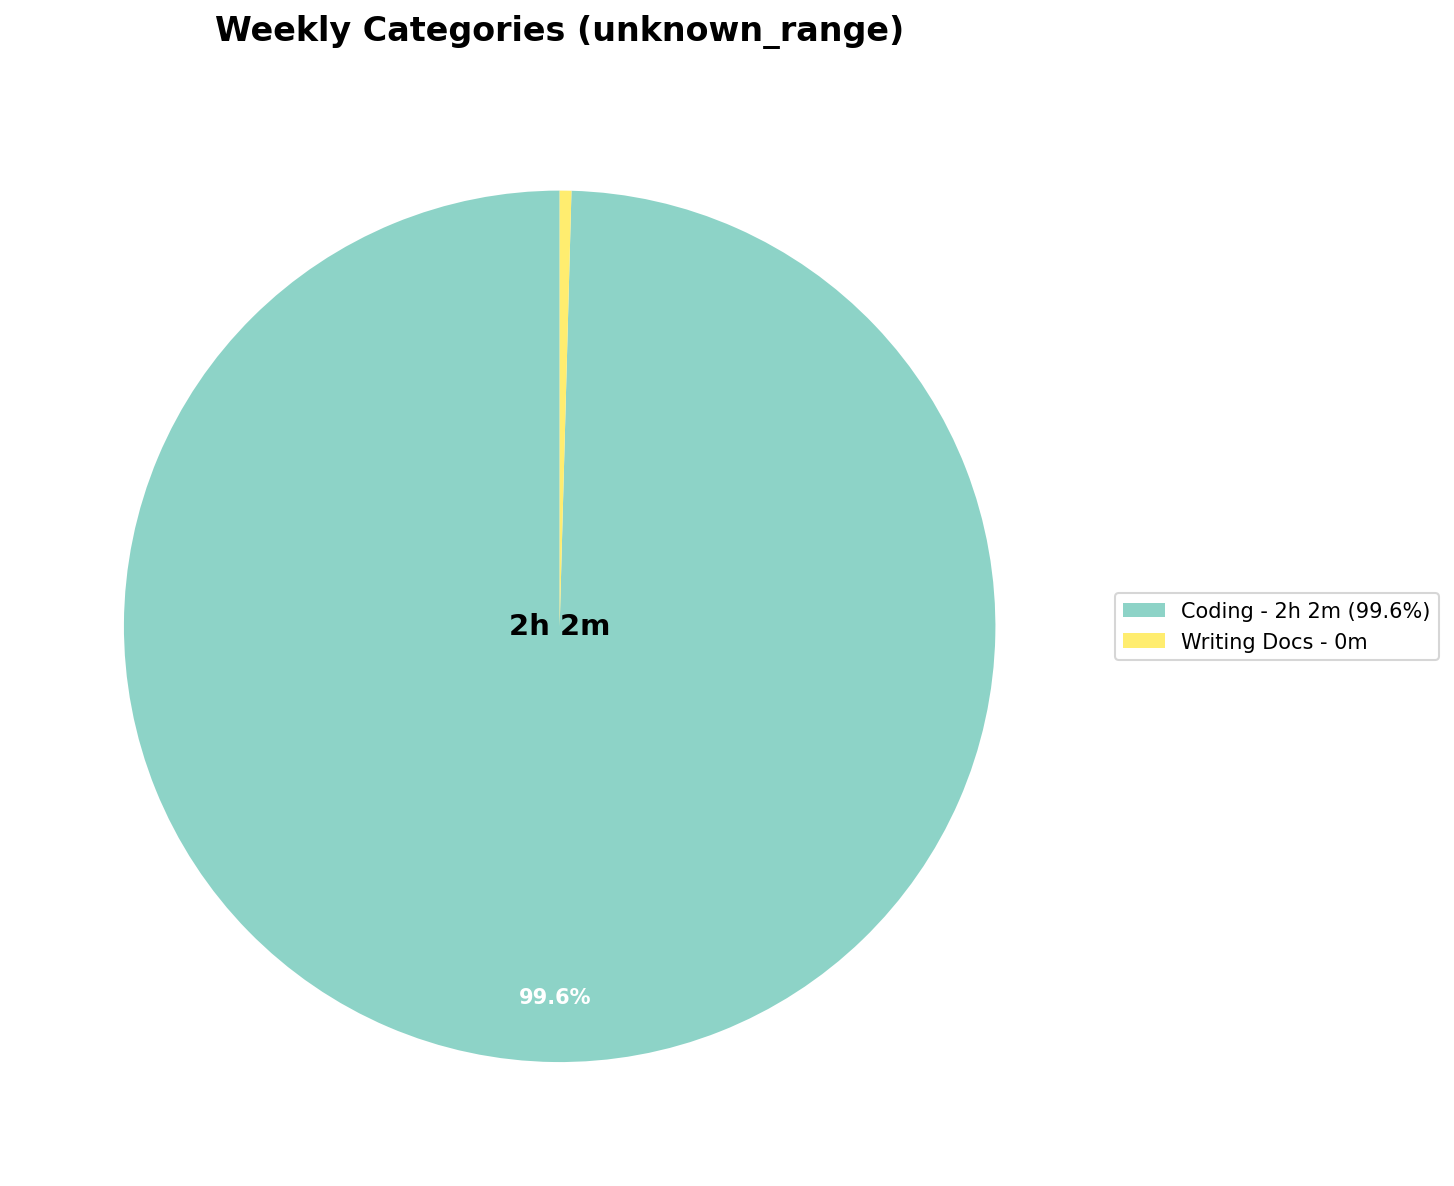 Weekly Categories (unknown_range)
2h 2m
99.6%
Coding - 2h 2m (99.6%)
Writing Docs - 0m